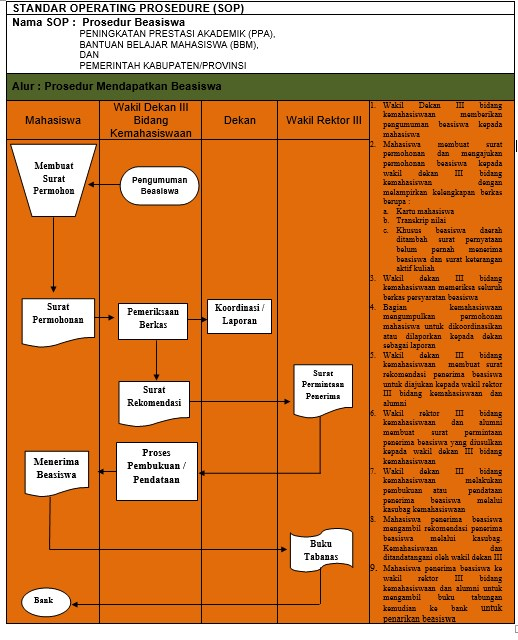 STANDAR OPERATING PROSEDURE (SOP)
Nama SOP : Prosedur Beasiswa
PENINGKATAN PRESTASI AKADEMIK (PPA),
BANTUAN BELAJAR MAHASISWA (BBM),
DAN
PEMERINTAH KABUPATEN/PROVINSI
Alur : Prosedur Mendapatkan Beasiswa
Mahasiswa
Wakil Dekan III
Bidang
Kemahasiswaan
Dekan
Wakil Rektor III
Membuat
Surat
Permohon
Pengumuman
Beasiswa
Surat
Permohonan
Pemeriksaan
Berkas
Koordinasi /
Laporan
Surat
Rekomendasi
Surat
Permintaan
Penerima
Menerima
Beasiswa
Proses
Pembukuan /
Pendataan
Buku
Tabanas
Bank
1. Wakil Dekan III bidang
kemahasiswaan memberikan
pengumuman beasiswa kepada
mahasiswa
2. Mahasiswa membuat surat
permohonan dan mengajukan
permohonan beasiswa kepada
wakil dekan III bidang
kemahasiswan dengan
melampirkan kelengkapan berkas
berupa :
a. Kartu mahasiswa
b. Transkrip nilai
c. Khusus beasiswa daerah
ditambah surat pernyataan
belum pernah menerima
beasiswa dan surat keterangan
aktif kuliah
3. Wakil dekan III bidang
kemahasiswaan memeriksa seluruh
berkas persyaratan beasiswa
4. Bagian kemahasiswaan
mengumpulkan permohonan
mahasiswa untuk dikoordinasikan
atau dilaporkan kepada dekan
sebagai laporan
5. Wakil dekan III bidang
kemahasiswaan membuat surat
rekomendasi penerima beasiswa
untuk diajukan kepada wakil rektor
III bidang kemahasiswaan dan
alumni
6. Wakil rektor III bidang
kemahasiswaan dan alumni
membuat surat permintaan
penerima beasiswa yang diusulkan
kepada wakil dekan III bidang
kemahasiswaan
7. Wakil dekan III bidang
kemahasiswaan melakukan
pembukuan atau pendataan
penerima beasiswa melalui
kasubag kemahasiswaan
8. Mahasiswa penerima beasiswa
mengambil rekomendasi penerima
beasiswa melalui kasubag.
Kemahasiswaan dan
ditandatangani oleh wakil dekan III
9. Mahasiswa penerima beasiswa ke
wakil rektor III bidang
kemahasiswaan dan alumni untuk
mengambil buku tabungan
kemudian ke bank untuk
penarikan beasiswa